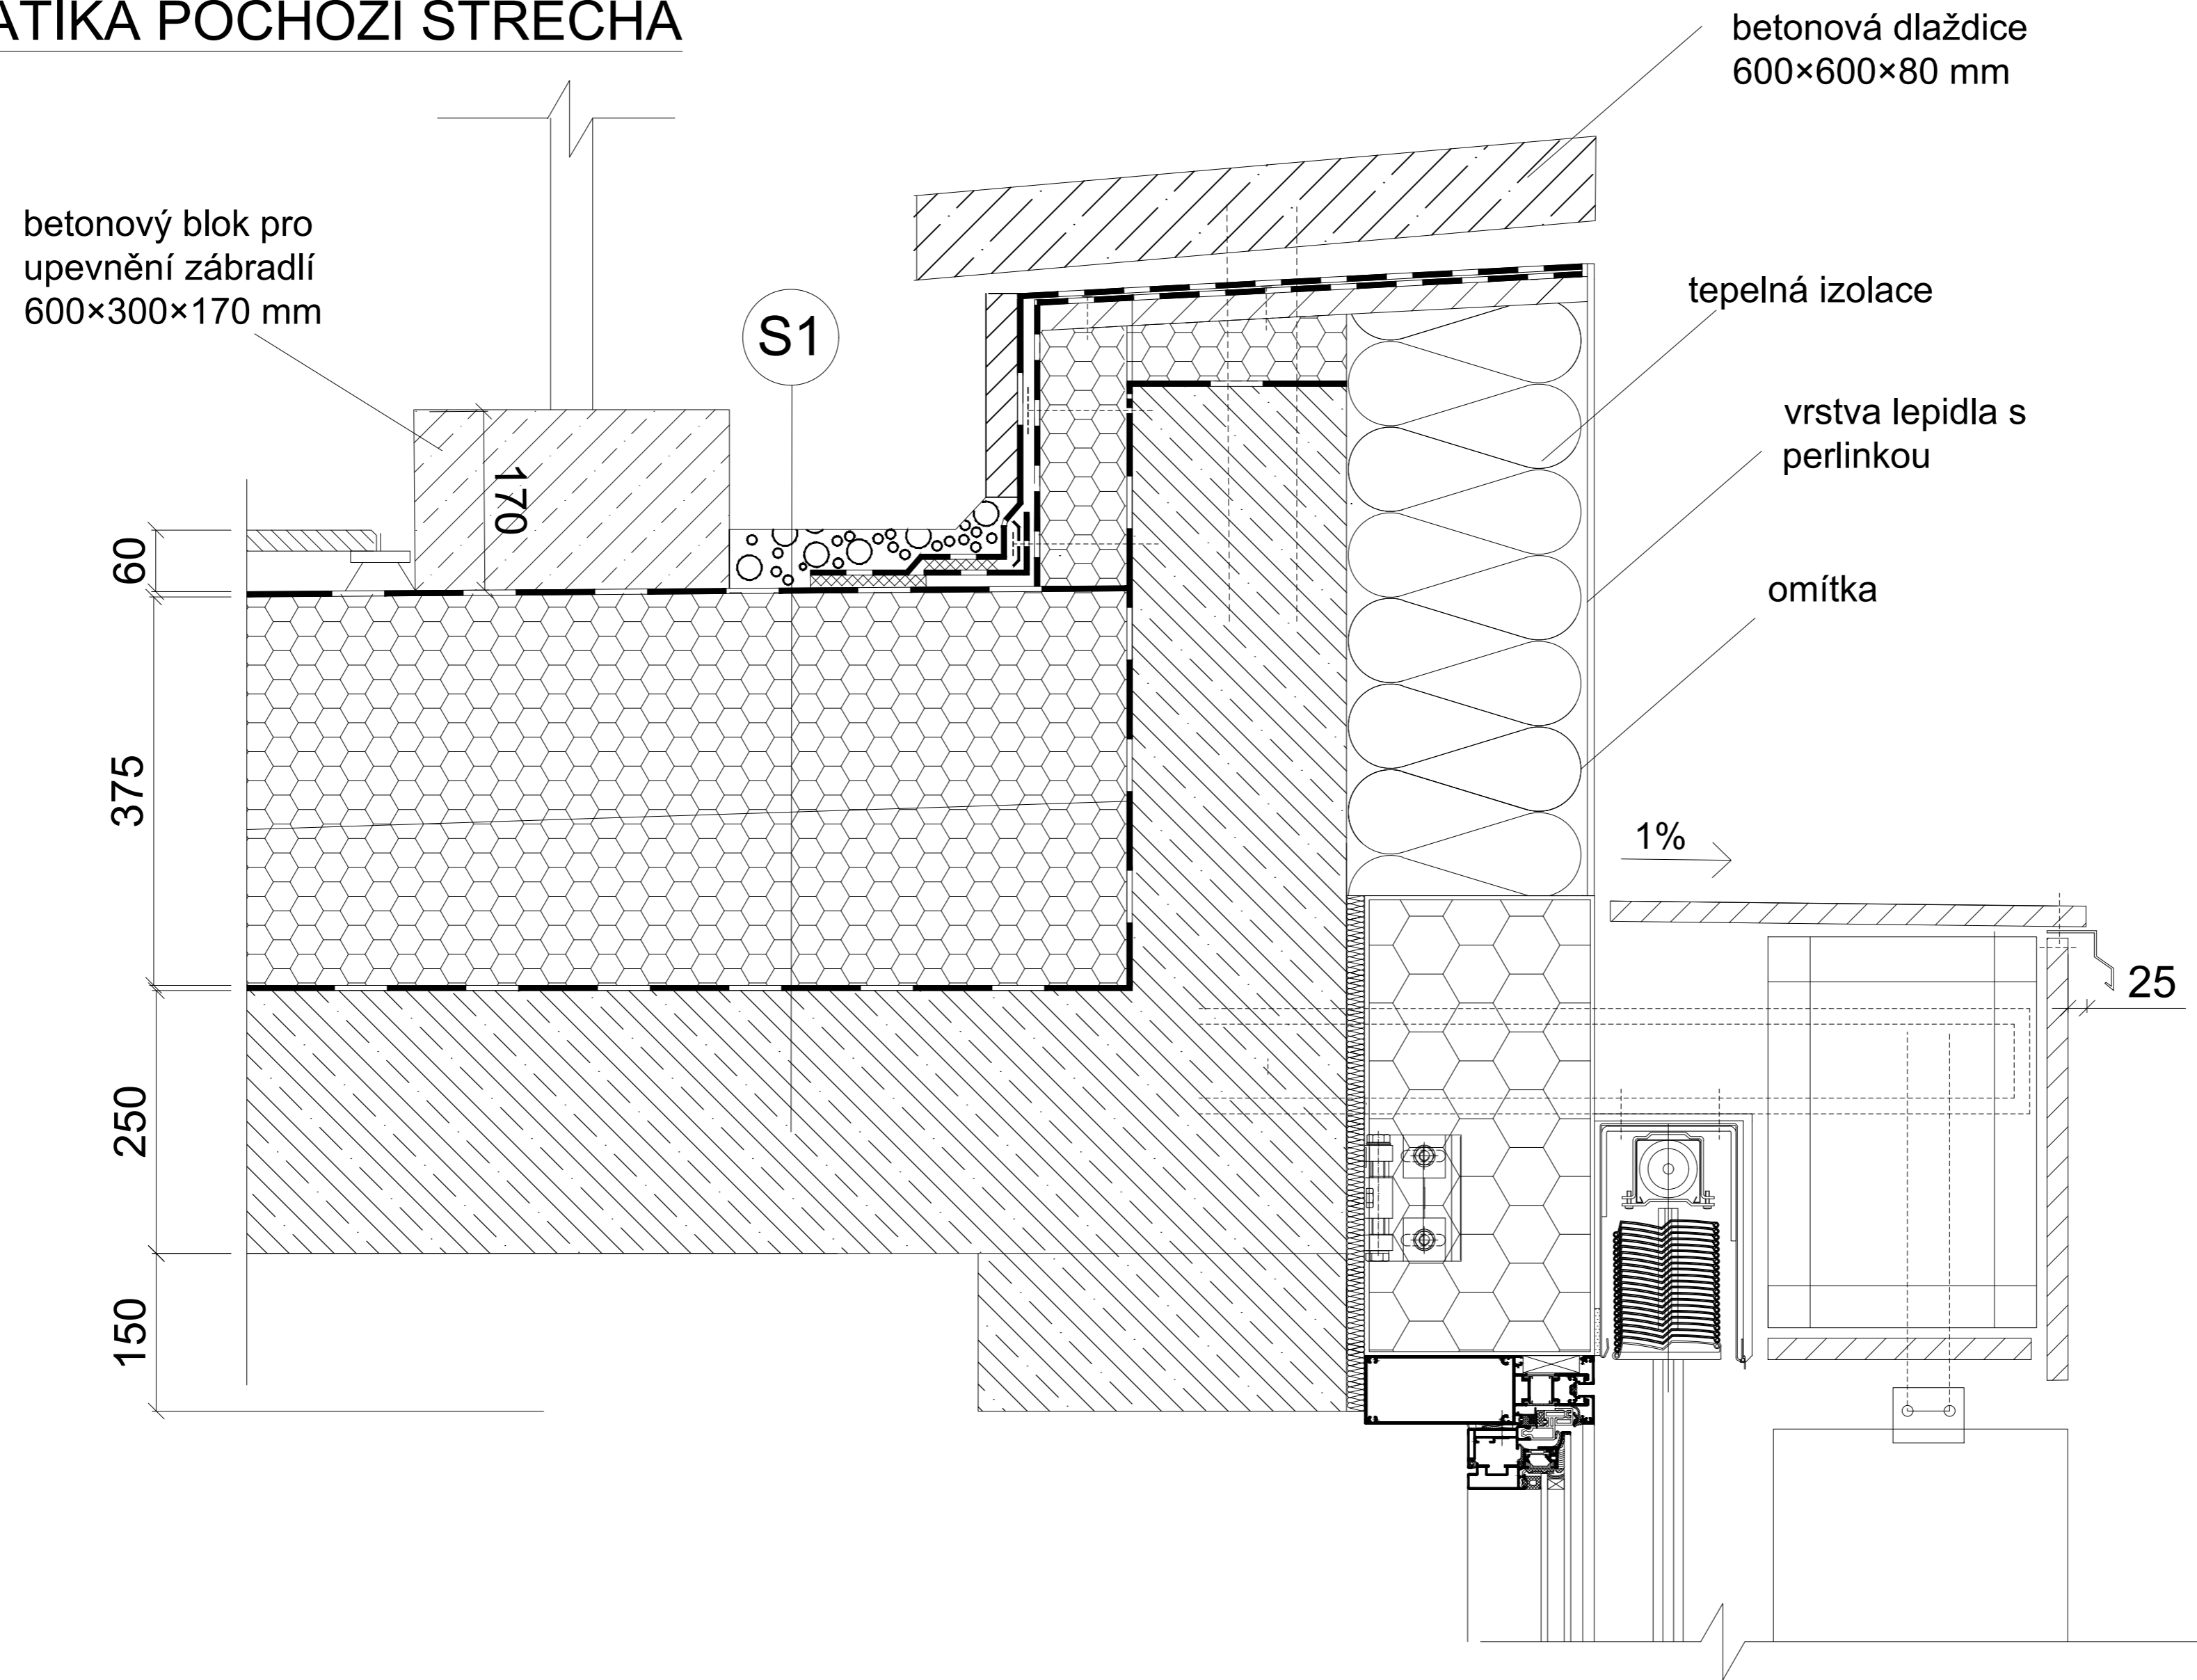 ATIKA POCHOZÍ STŘECHA
betonová dlaždice
600×600×80 mm
betonový blok pro
upevnění zábradlí
600×300×170 mm
S1
tepelná izolace
vrstva lepidla s
perlinkou
170
60
omítka
375
1%
25
250
150